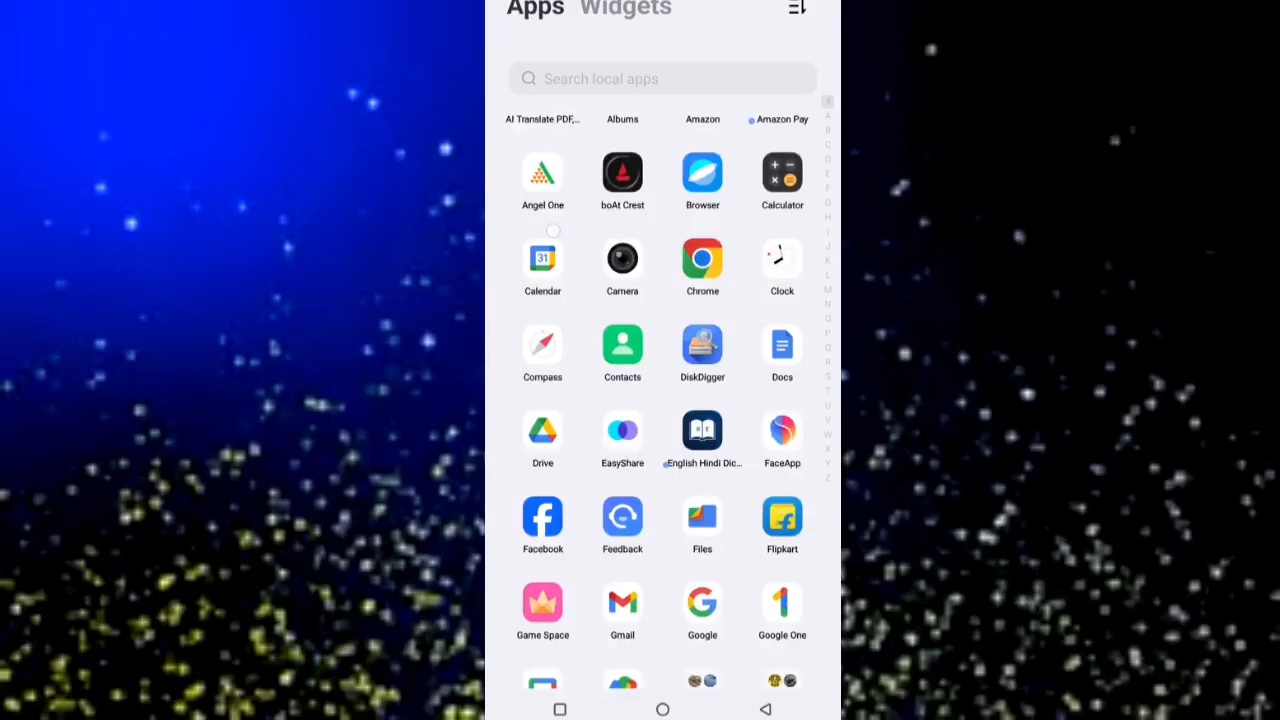 Apps Widgets
Search local apps
AI Translate PDF,... Albums Amazon Amazon Pay
Angel One boAt Crest Browser Calculator
31
Calendar Camera Chrome Clock
Compass Contacts DiskDigger Docs
Drive EasyShare English Hindi Dic... FaceApp
Facebook Feedback Files Flipkart
Game Space Gmail Google Google One
#
A
B
C
D
E
F
G
H
I
J
K
L
M
N
O
P
Q
R
S
T
U
V
W
X
Y
Z